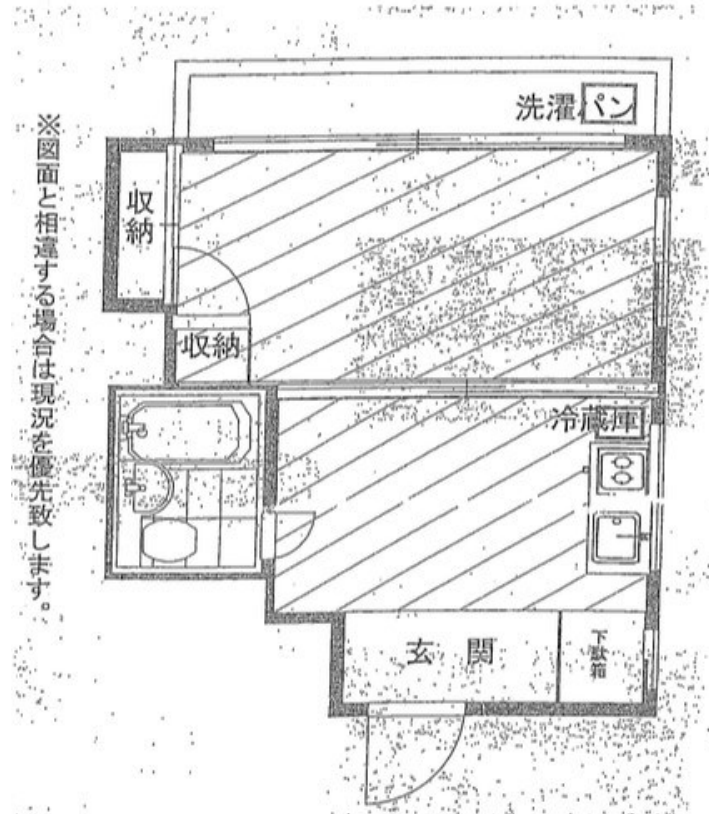 ※図面と相違する場合は現況を優先致します。
洗濯パン
収納
収納
冷蔵庫
玄関
下駄箱